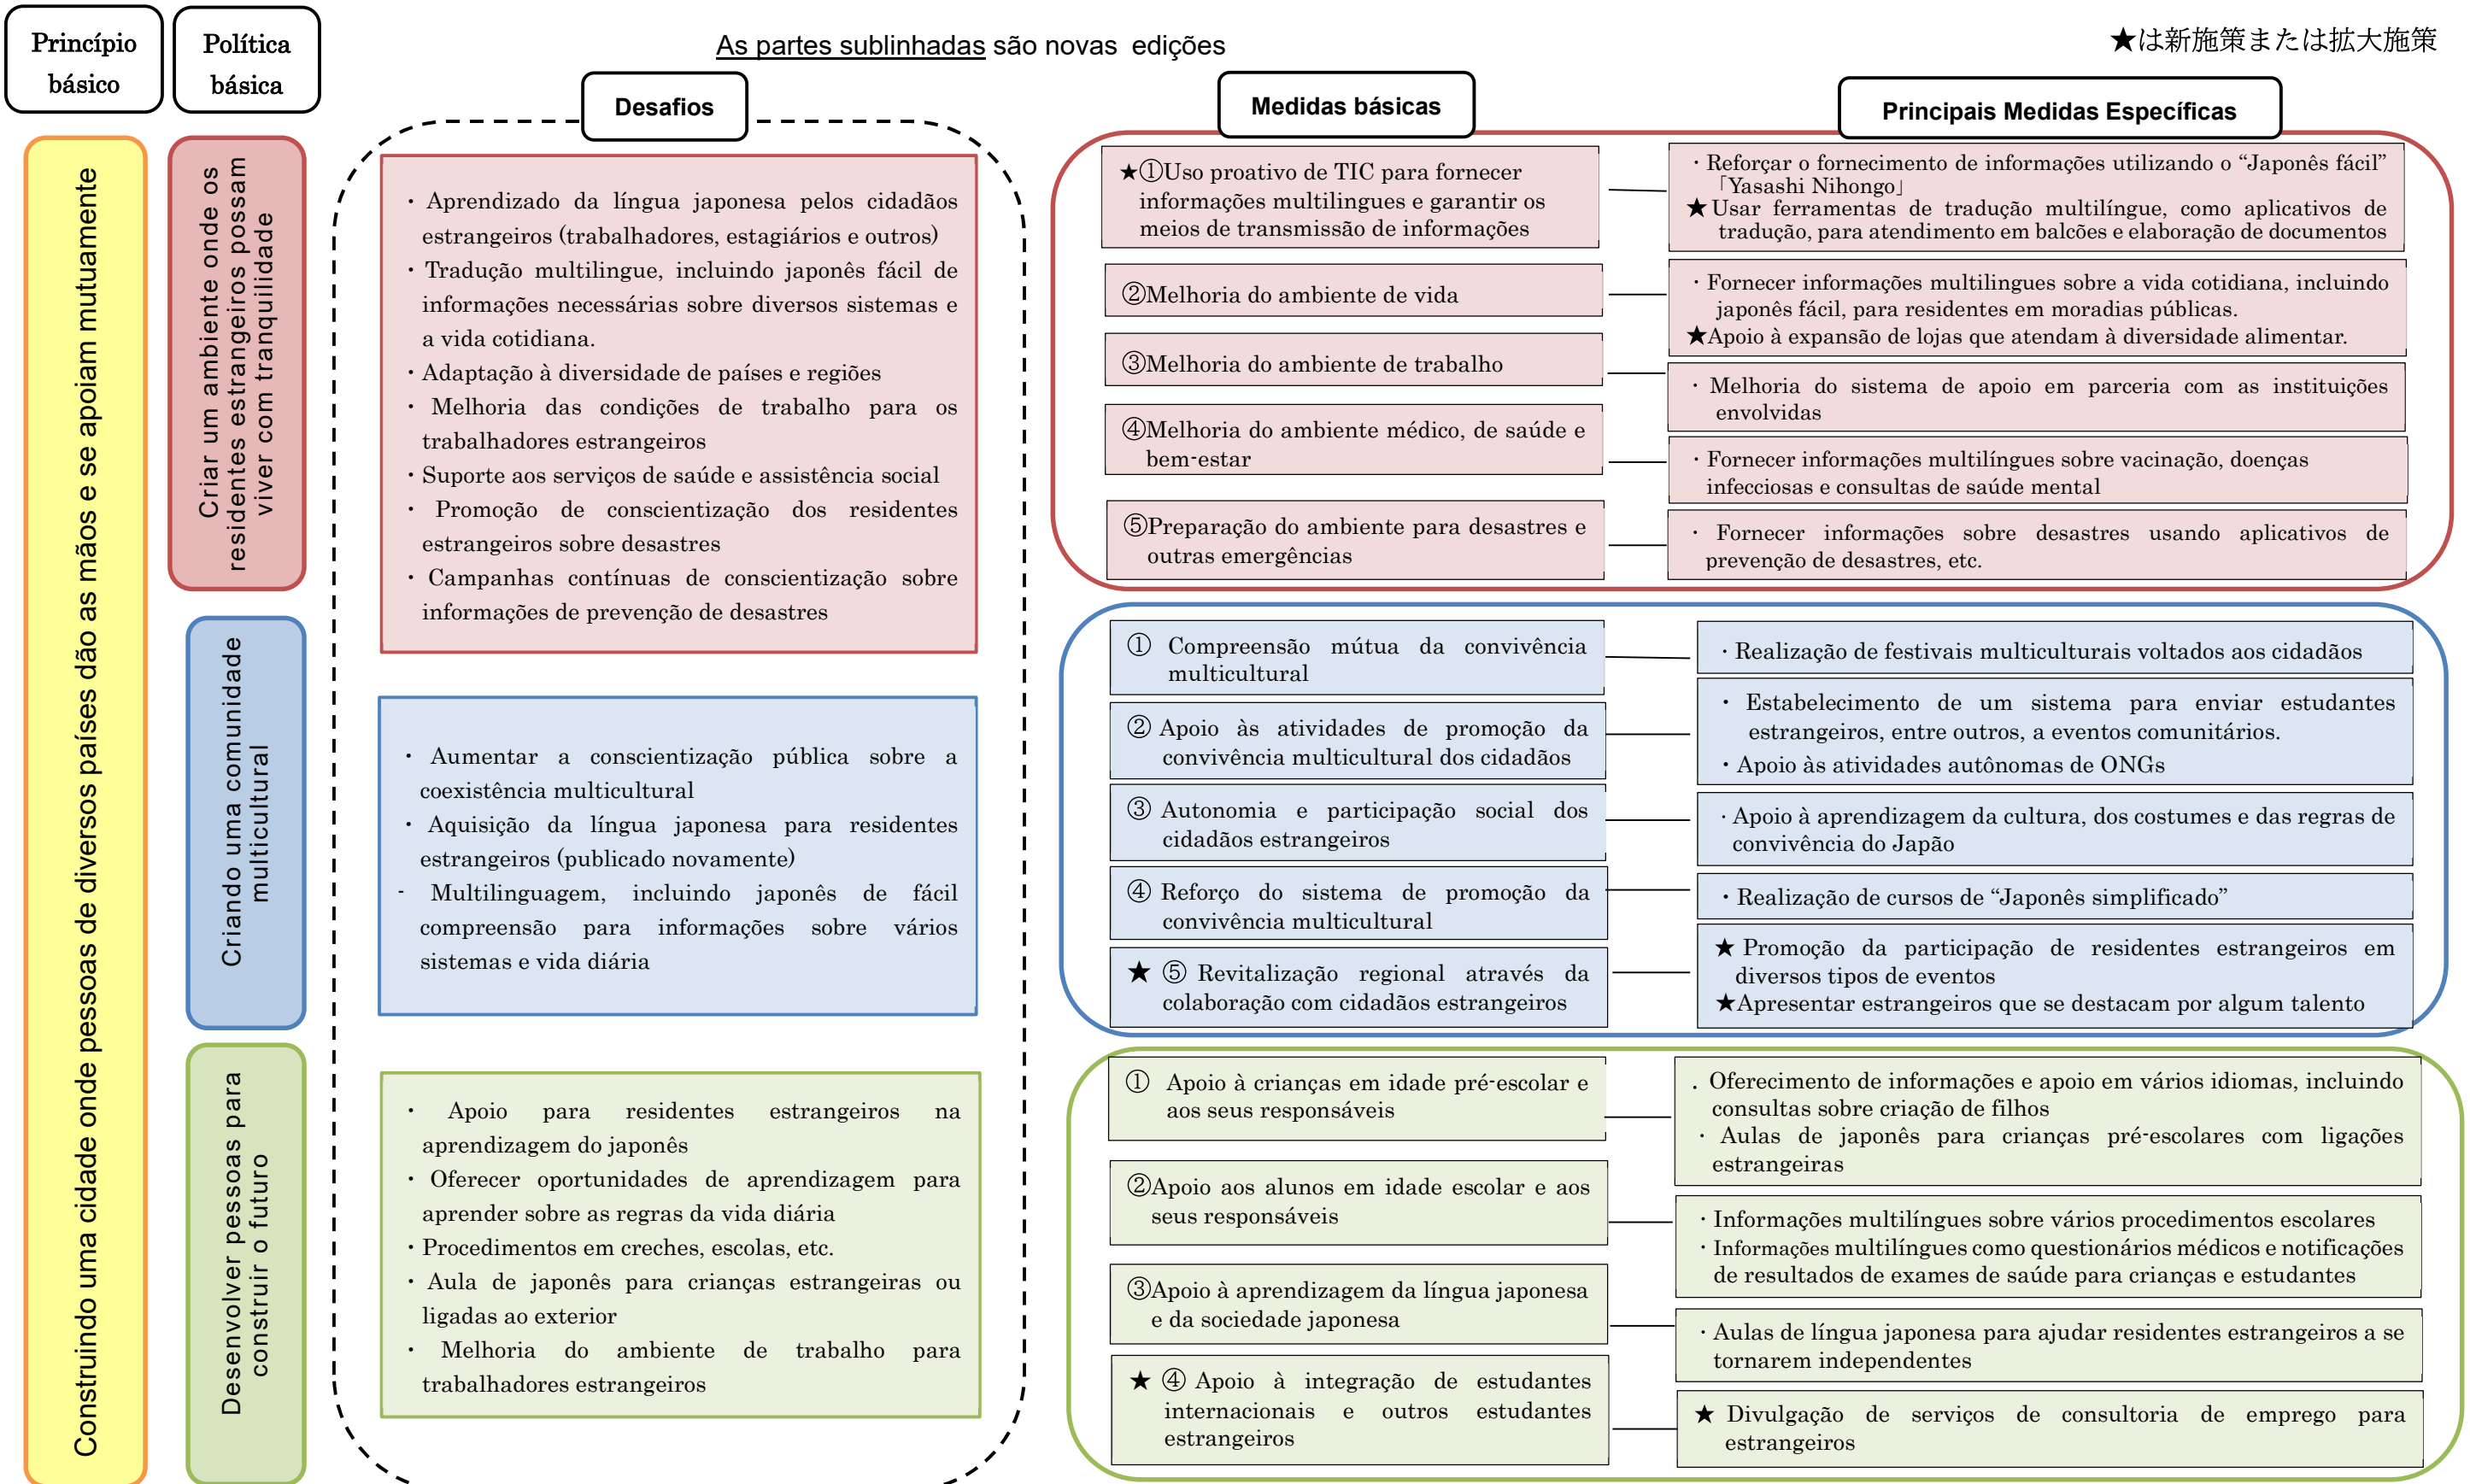 Princípio
básico
Política
básica
As partes sublinhadas são novas  edições
★は新施策または拡大施策
Desafios
Medidas básicas
Principais Medidas Específicas
Construindo uma cidade onde pessoas de diversos países dão as mãos e se apoiam mutuamente
Criar um ambiente onde os
residentes estrangeiros possam
viver com tranquilidade
・Aprendizado da língua japonesa pelos cidadãos
estrangeiros (trabalhadores, estagiários e outros)
・Tradução multilingue, incluindo japonês fácil de
informações necessárias sobre diversos sistemas e
a vida cotidiana.
・Adaptação à diversidade de países e regiões
・Melhoria das condições de trabalho para os
trabalhadores estrangeiros
・Suporte aos serviços de saúde e assistência social
・Promoção de conscientização dos residentes
estrangeiros sobre desastres
・Campanhas contínuas de conscientização sobre
informações de prevenção de desastres
★①Uso proativo de TIC para fornecer
informações multilingues e garantir os
meios de transmissão de informações
・Reforçar o fornecimento de informações utilizando o “Japonês fácil”
「Yasashi Nihongo」
★Usar ferramentas de tradução multilíngue, como aplicativos de
tradução, para atendimento em balcões e elaboração de documentos
②Melhoria do ambiente de vida
・Fornecer informações multilingues sobre a vida cotidiana, incluindo
japonês fácil, para residentes em moradias públicas.
★Apoio à expansão de lojas que atendam à diversidade alimentar.
③Melhoria do ambiente de trabalho
・Melhoria do sistema de apoio em parceria com as instituições
envolvidas
④Melhoria do ambiente médico, de saúde e
bem-estar
・Fornecer informações multilíngues sobre vacinação, doenças
infecciosas e consultas de saúde mental
⑤Preparação do ambiente para desastres e
outras emergências
・Fornecer informações sobre desastres usando aplicativos de
prevenção de desastres, etc.
Criando uma comunidade
multicultural
・Aumentar a conscientização pública sobre a
coexistência multicultural
・Aquisição da língua japonesa para residentes
estrangeiros (publicado novamente)
- Multilinguagem, incluindo japonês de fácil
compreensão para informações sobre vários
sistemas e vida diária
① Compreensão mútua da convivência
multicultural
・Realização de festivais multiculturais voltados aos cidadãos
② Apoio às atividades de promoção da
convivência multicultural dos cidadãos
・Estabelecimento de um sistema para enviar estudantes
estrangeiros, entre outros, a eventos comunitários.
・Apoio às atividades autônomas de ONGs
③ Autonomia e participação social dos
cidadãos estrangeiros
・Apoio à aprendizagem da cultura, dos costumes e das regras de
convivência do Japão
④ Reforço do sistema de promoção da
convivência multicultural
・Realização de cursos de “Japonês simplificado”
★ ⑤ Revitalização regional através da
colaboração com cidadãos estrangeiros
★ Promoção da participação de residentes estrangeiros em
diversos tipos de eventos
★Apresentar estrangeiros que se destacam por algum talento
Desenvolver pessoas para
construir o futuro
・Apoio para residentes estrangeiros na
aprendizagem do japonês
・Oferecer oportunidades de aprendizagem para
aprender sobre as regras da vida diária
・Procedimentos em creches, escolas, etc.
・Aula de japonês para crianças estrangeiras ou
ligadas ao exterior
・Melhoria do ambiente de trabalho para
trabalhadores estrangeiros
① Apoio à crianças em idade pré-escolar e
aos seus responsáveis
. Oferecimento de informações e apoio em vários idiomas, incluindo
consultas sobre criação de filhos
・Aulas de japonês para crianças pré-escolares com ligações
estrangeiras
②Apoio aos alunos em idade escolar e aos
seus responsáveis
・Informações multilíngues sobre vários procedimentos escolares
・Informações multilíngues como questionários médicos e notificações
de resultados de exames de saúde para crianças e estudantes
③Apoio à aprendizagem da língua japonesa
e da sociedade japonesa
・Aulas de língua japonesa para ajudar residentes estrangeiros a se
tornarem independentes
★ ④ Apoio à integração de estudantes
internacionais e outros estudantes
estrangeiros
★ Divulgação de serviços de consultoria de emprego para
estrangeiros